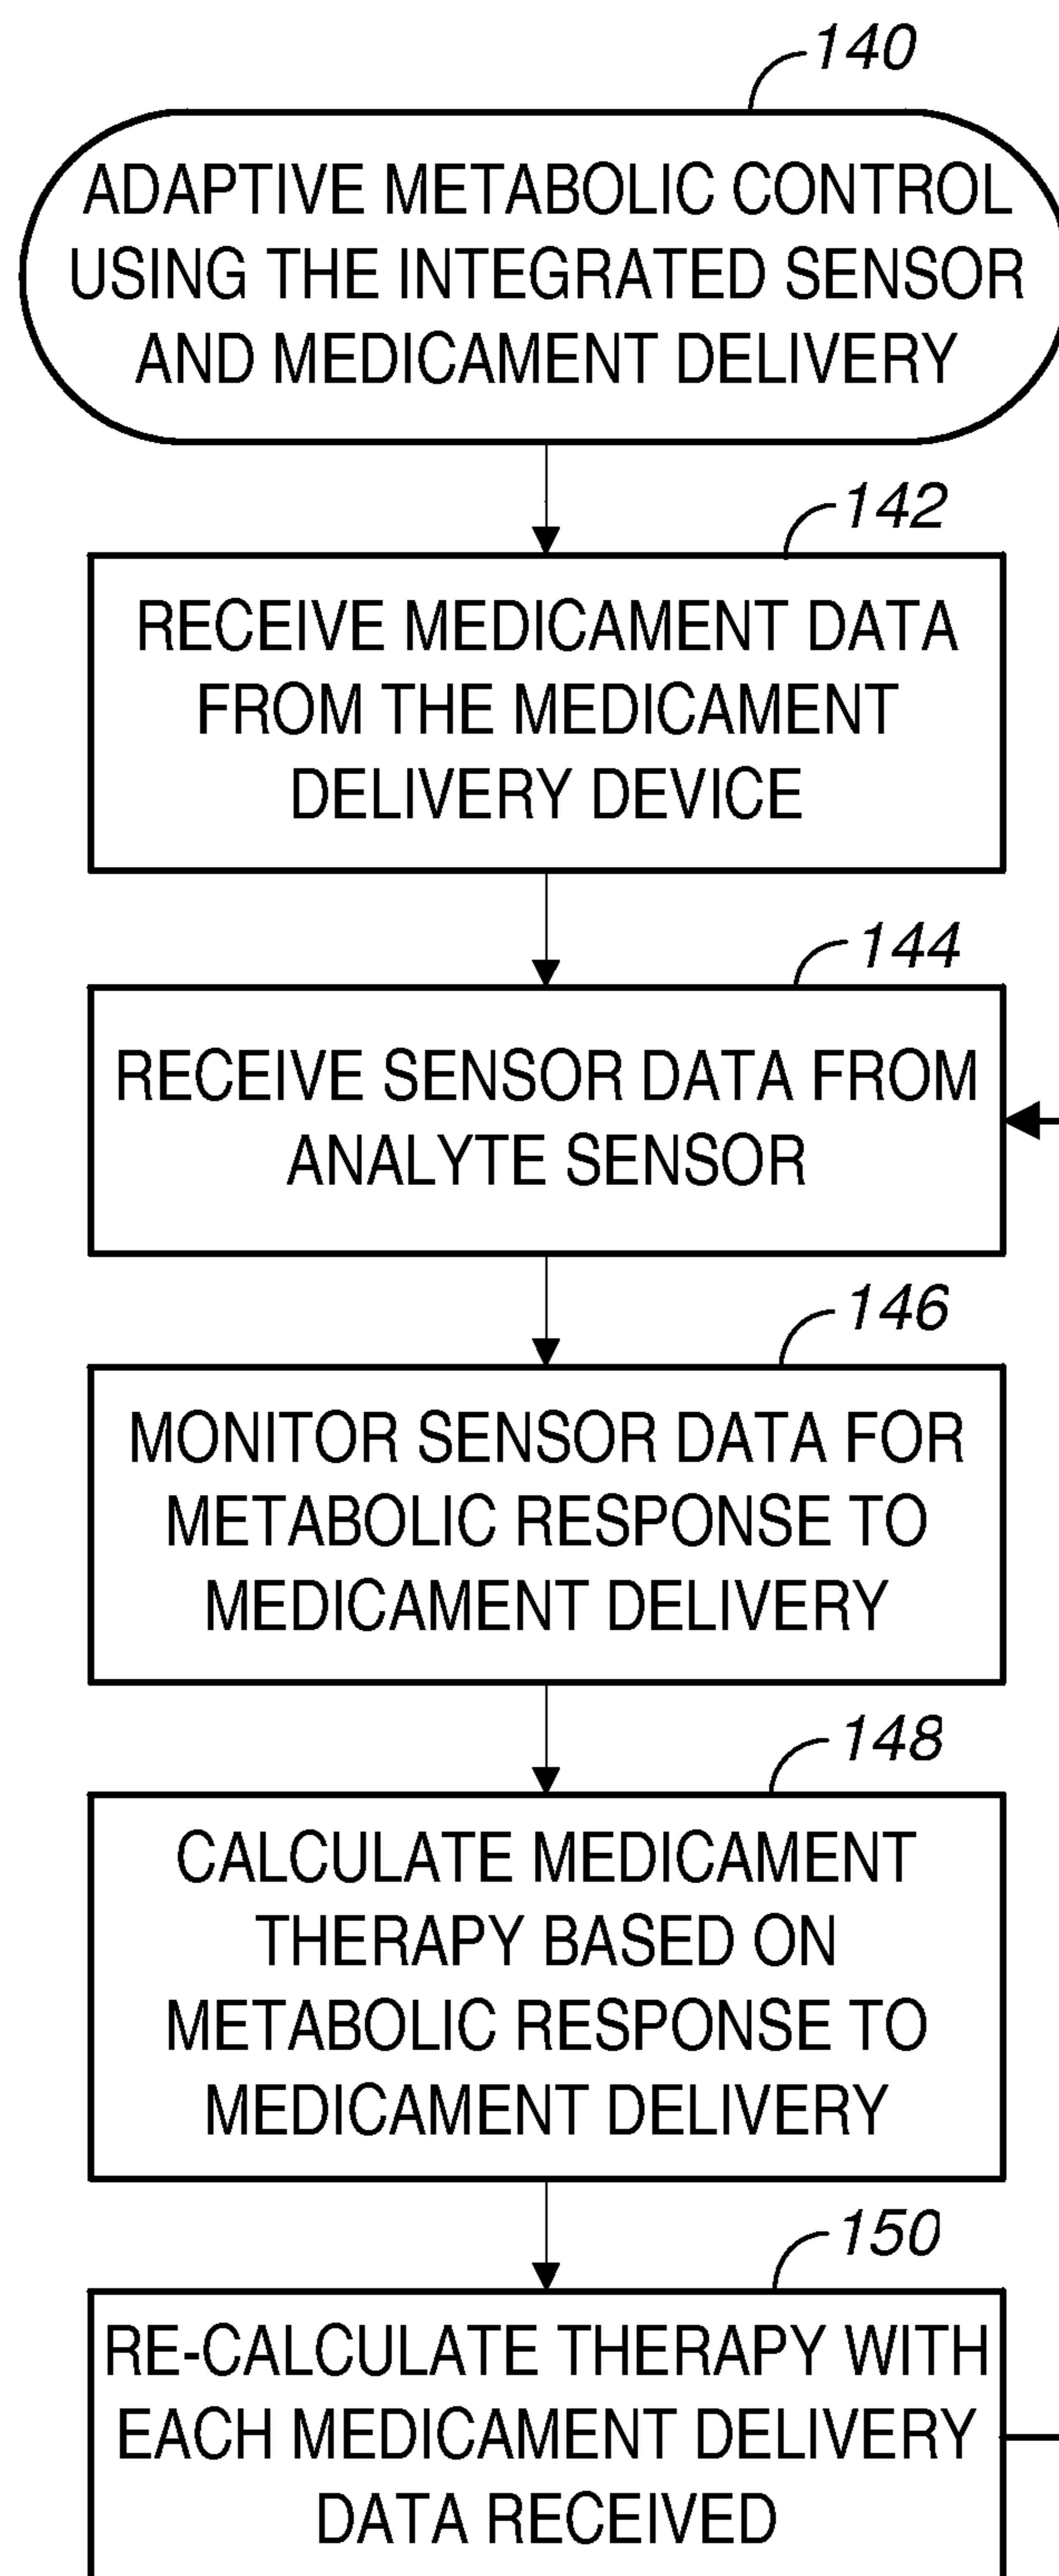 140
ADAPTIVE METABOLIC CONTROL
USING THE INTEGRATED SENSOR
AND MEDICAMENT DELIVERY
142
RECEIVE MEDICAMENT DATA
FROM THE MEDICAMENT
DELIVERY DEVICE
144
RECEIVE SENSOR DATA FROM
ANALYTE SENSOR
146
MONITOR SENSOR DATA FOR
METABOLIC RESPONSE TO
MEDICAMENT DELIVERY
148
CALCULATE MEDICAMENT
THERAPY BASED ON
METABOLIC RESPONSE TO
MEDICAMENT DELIVERY
150
RE-CALCULATE THERAPY WITH
EACH MEDICAMENT DELIVERY
DATA RECEIVED